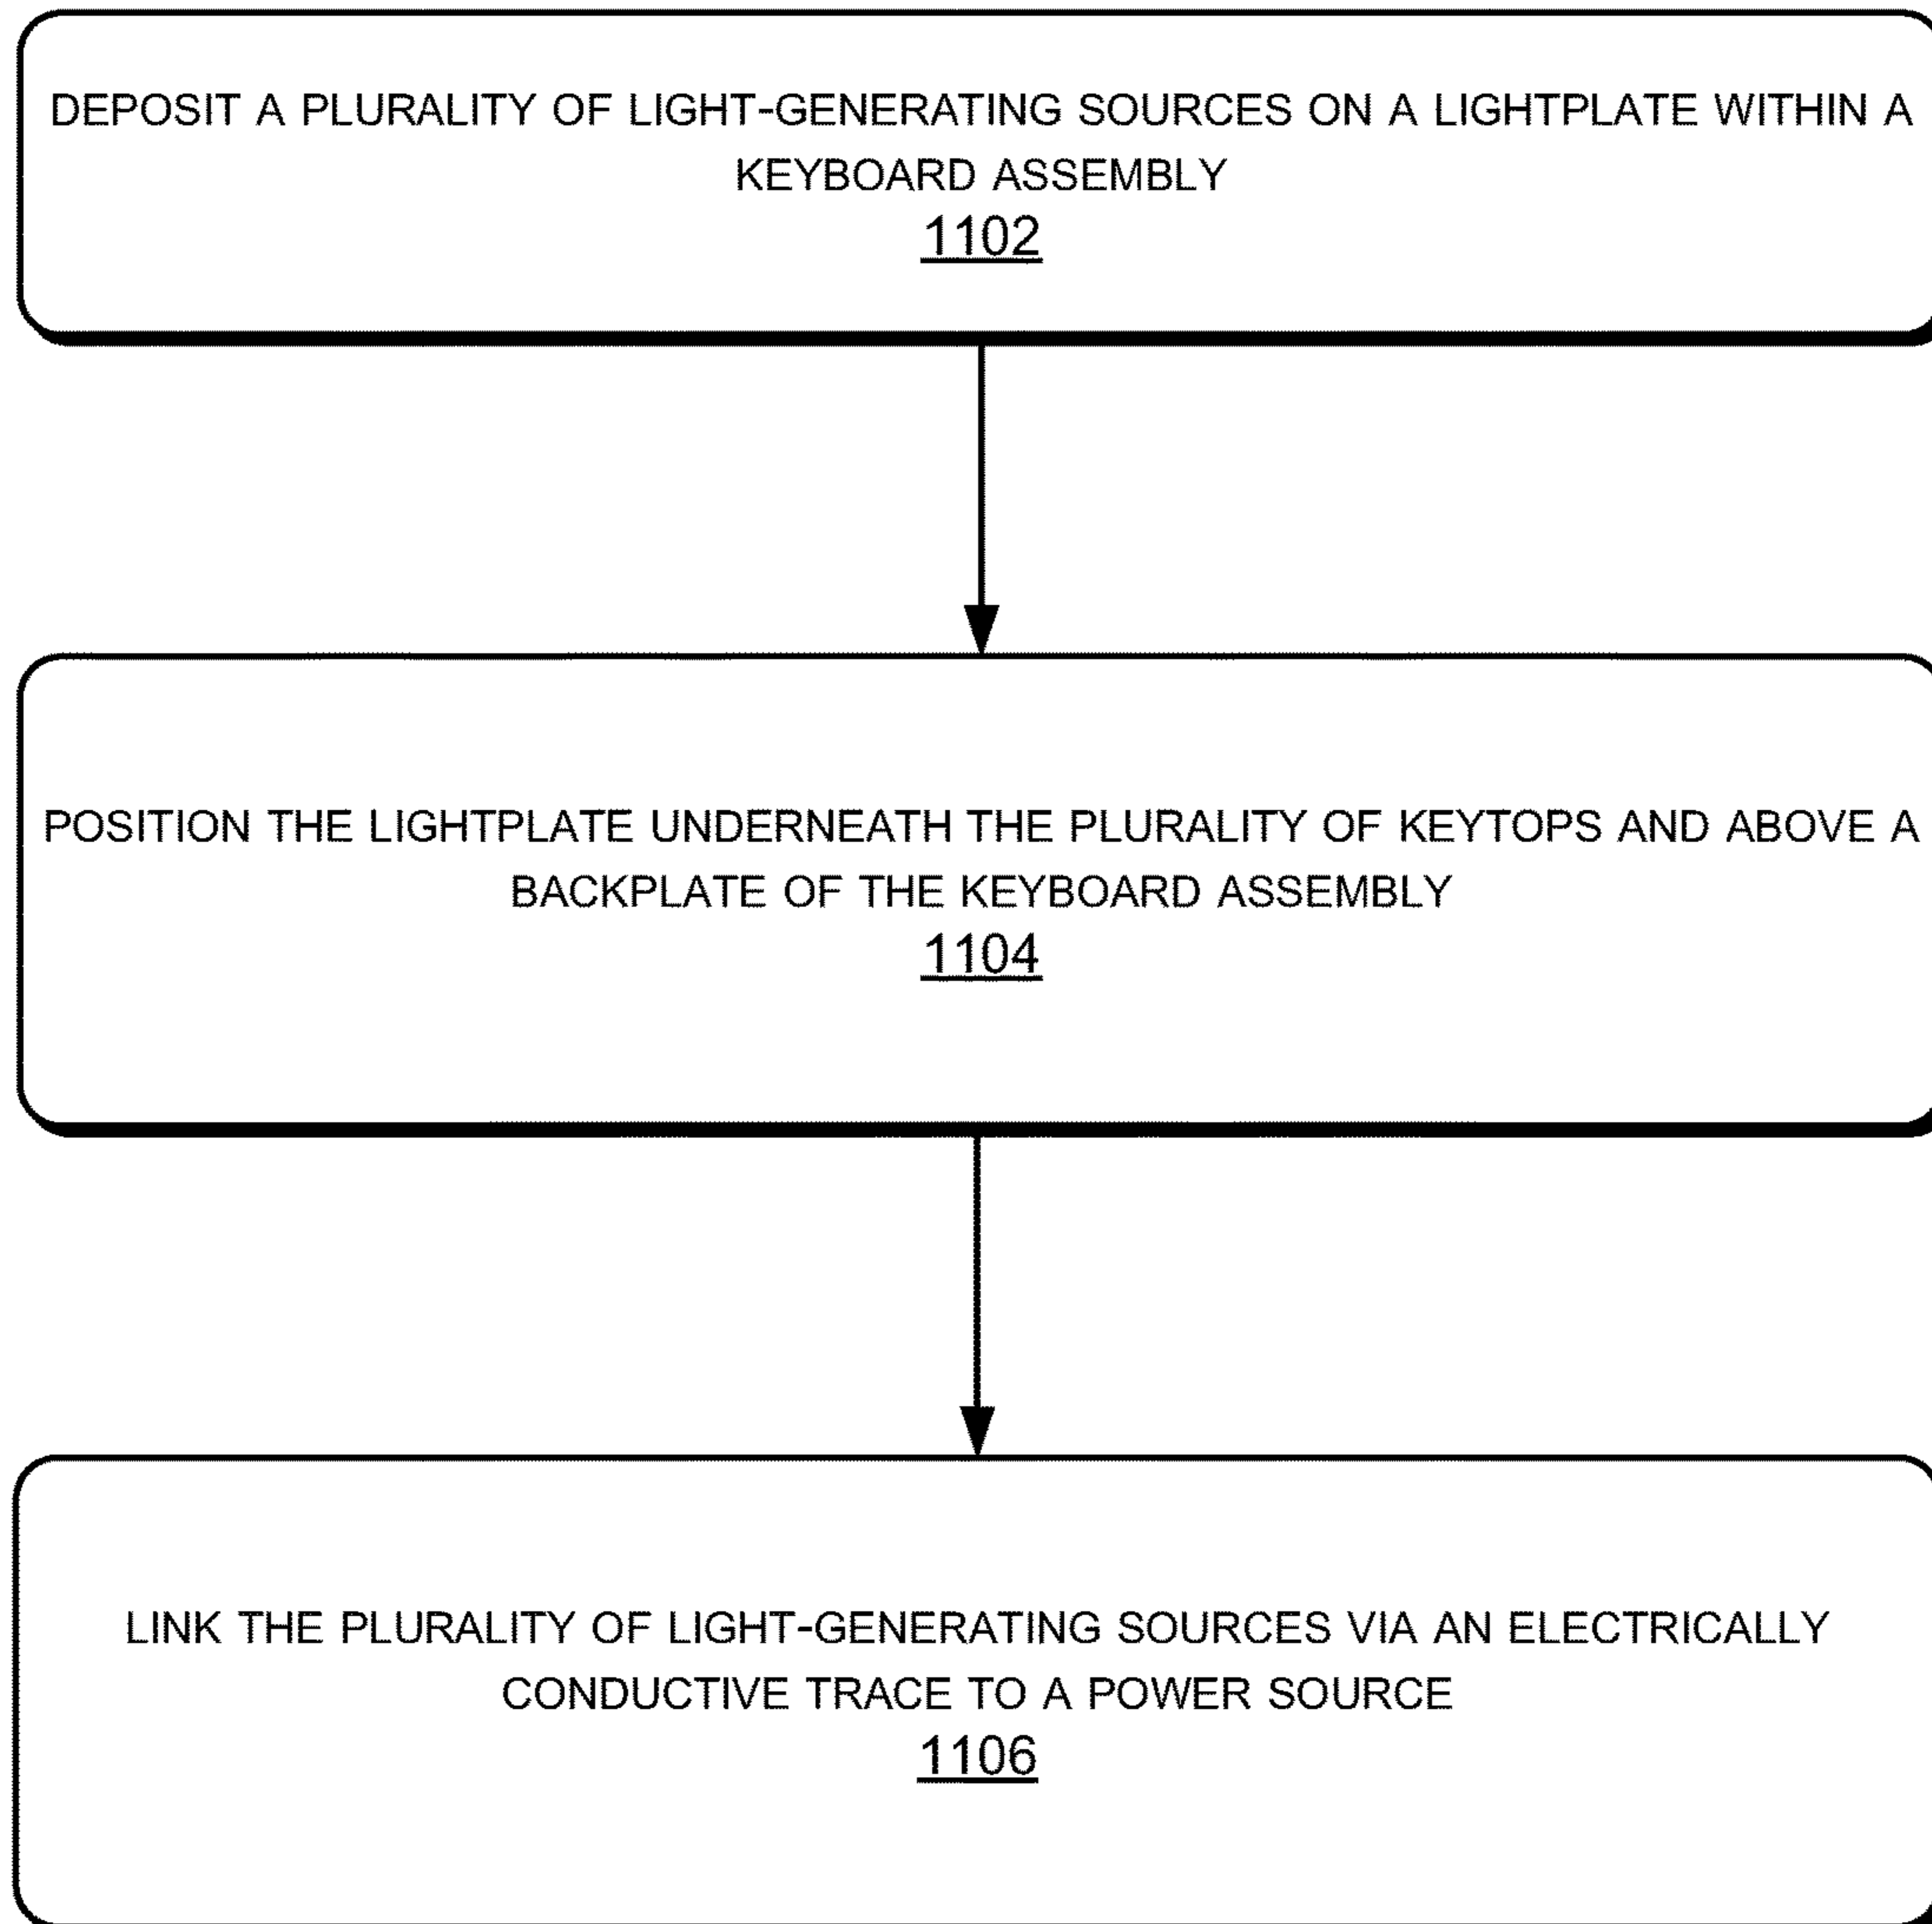 DEPOSIT A PLURALITY OF LIGHT-GENERATING SOURCES ON A LIGHTPLATE WITHIN A
KEYBOARD ASSEMBLY
1102
POSITION THE LIGHTPLATE UNDERNEATH THE PLURALITY OF KEYTOPS AND ABOVE A
BACKPLATE OF THE KEYBOARD ASSEMBLY
1104
LINK THE PLURALITY OF LIGHT-GENERATING SOURCES VIA AN ELECTRICALLY
CONDUCTIVE TRACE TO A POWER SOURCE
1106